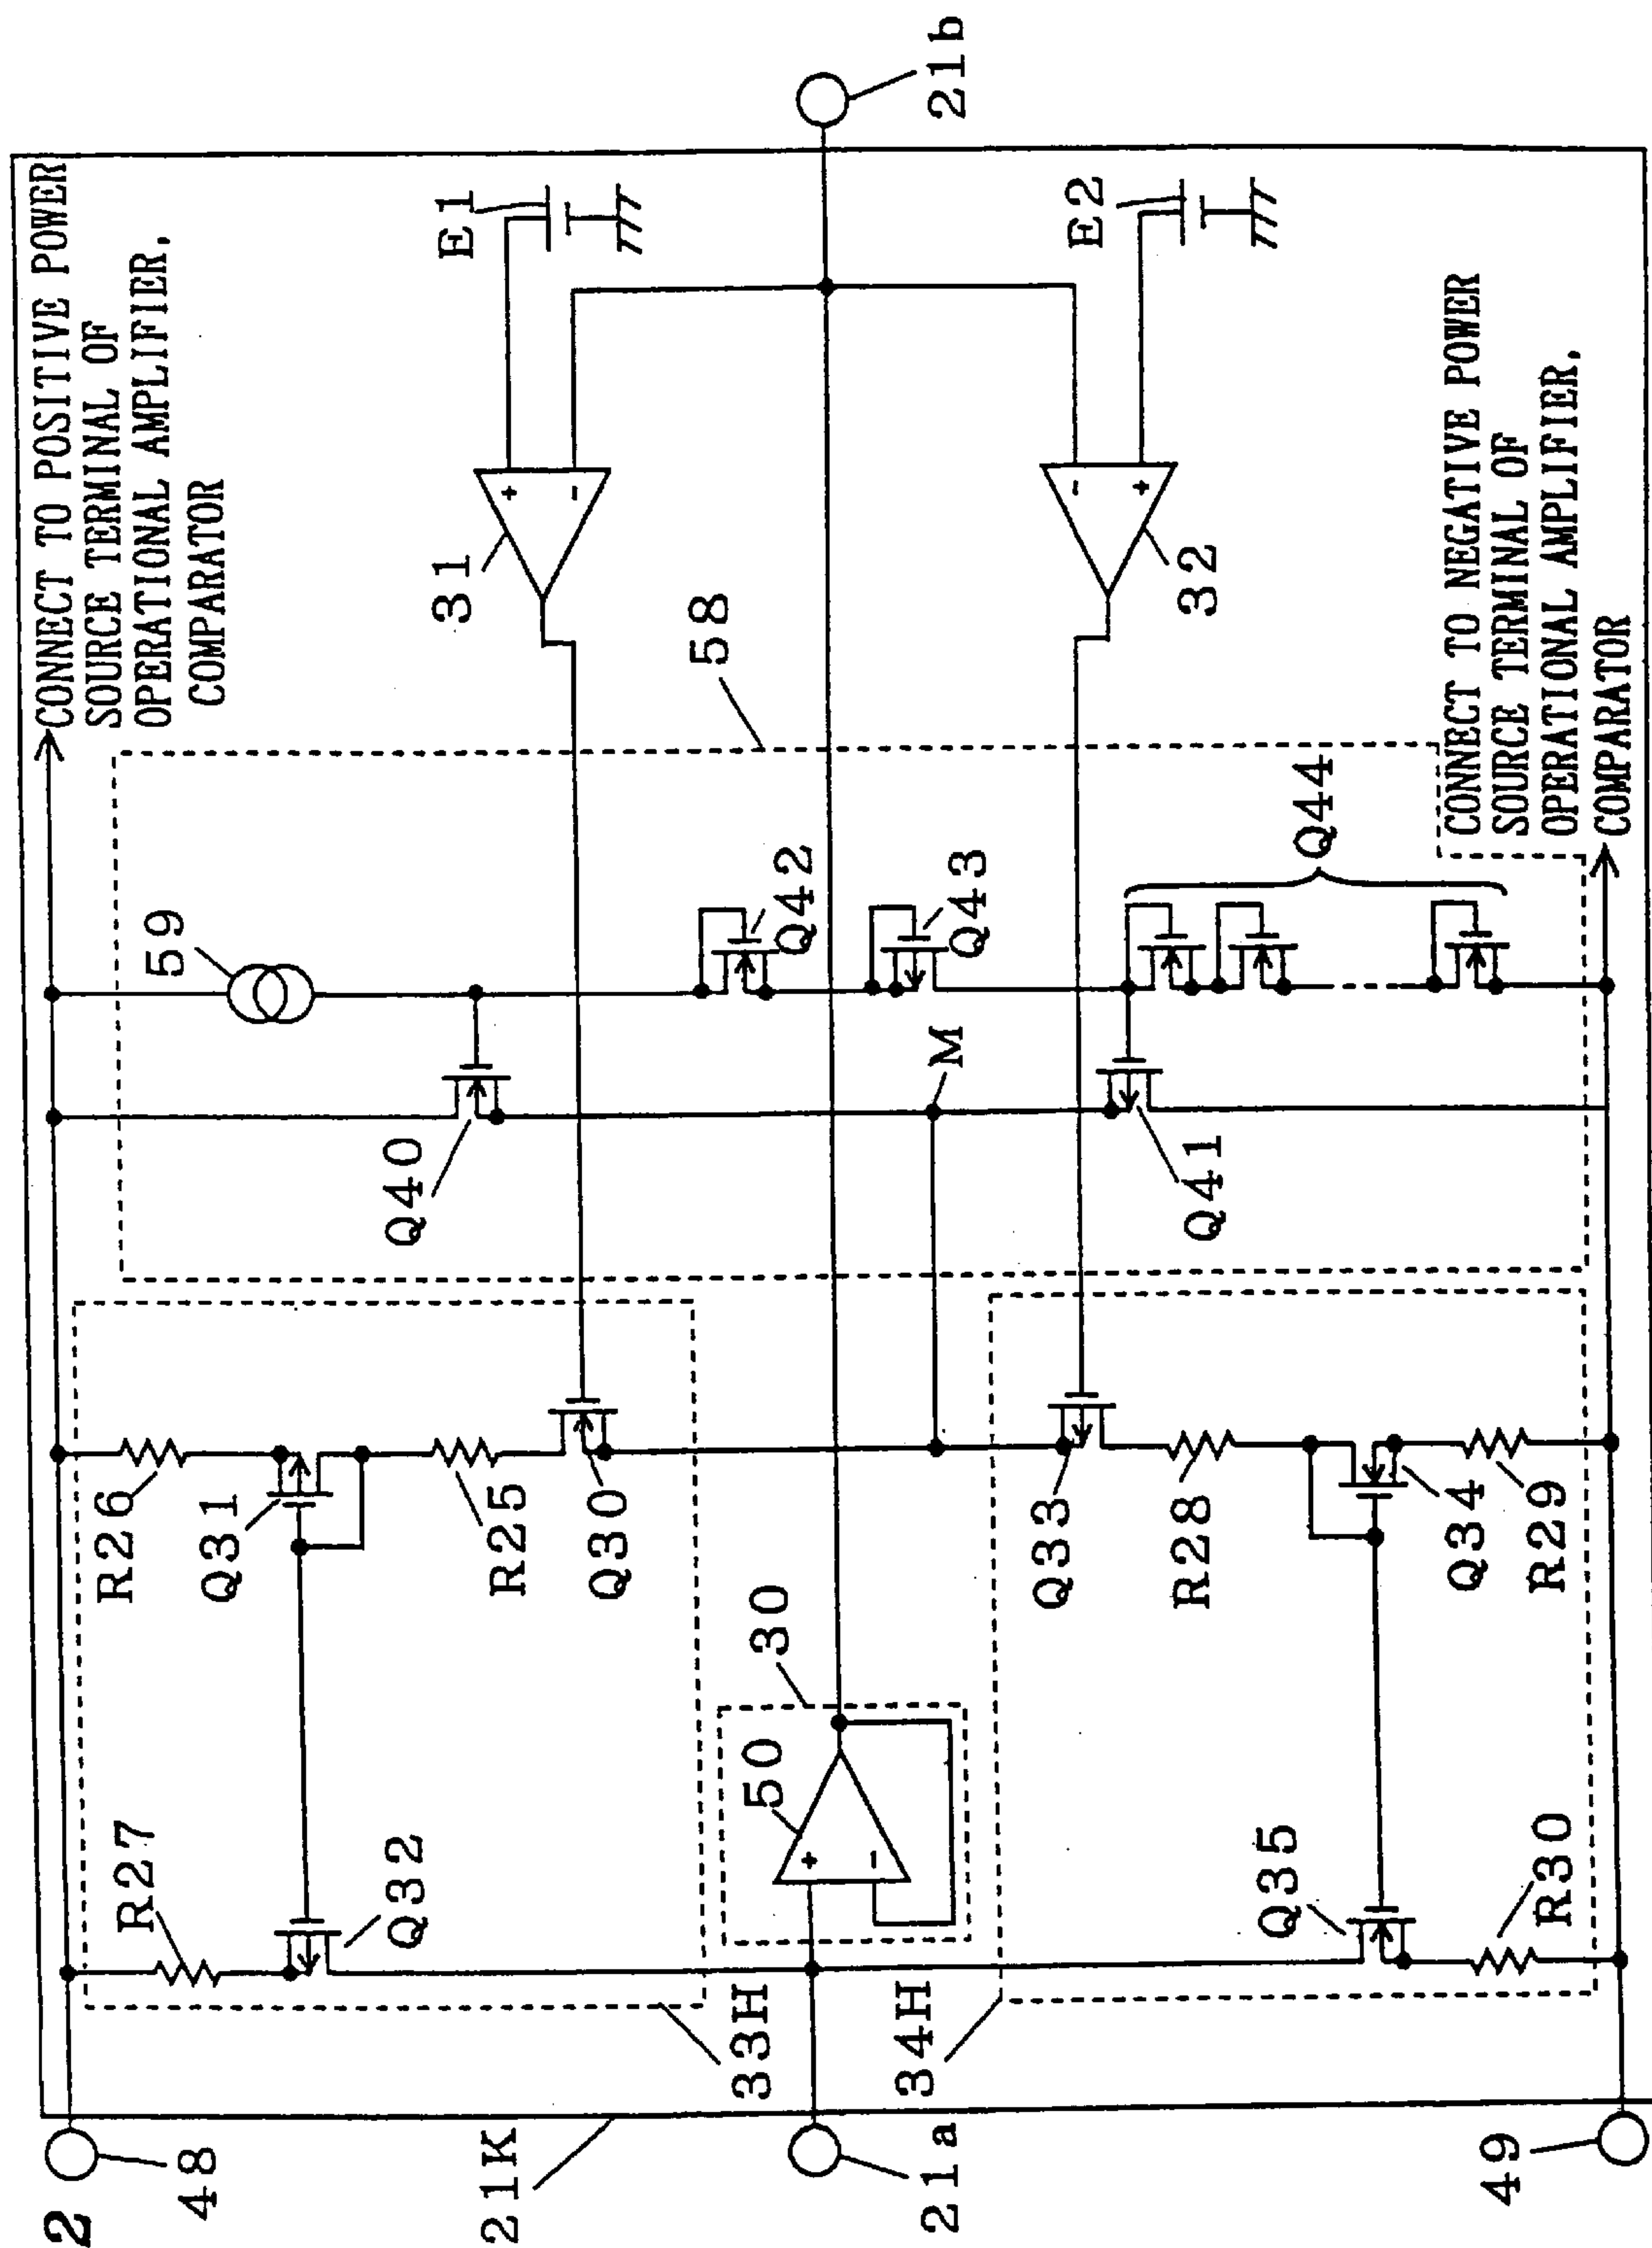 2
48
21K
21a
49
CONNECT TO POSITIVE POWER
SOURCE TERMINAL OF
OPERATIONAL AMPLIFIER,
COMPARATOR
R27
Q32
33H
R26
Q31
R25
Q30
50
30
+
-
34H
Q33
R28
Q34
R29
Q35
R30
Q40
59
Q42
Q43
M
Q41
Q44
58
31
+
-
32
-
+
E1
E2
21b
CONNECT TO NEGATIVE POWER
SOURCE TERMINAL OF
OPERATIONAL AMPLIFIER,
COMPARATOR